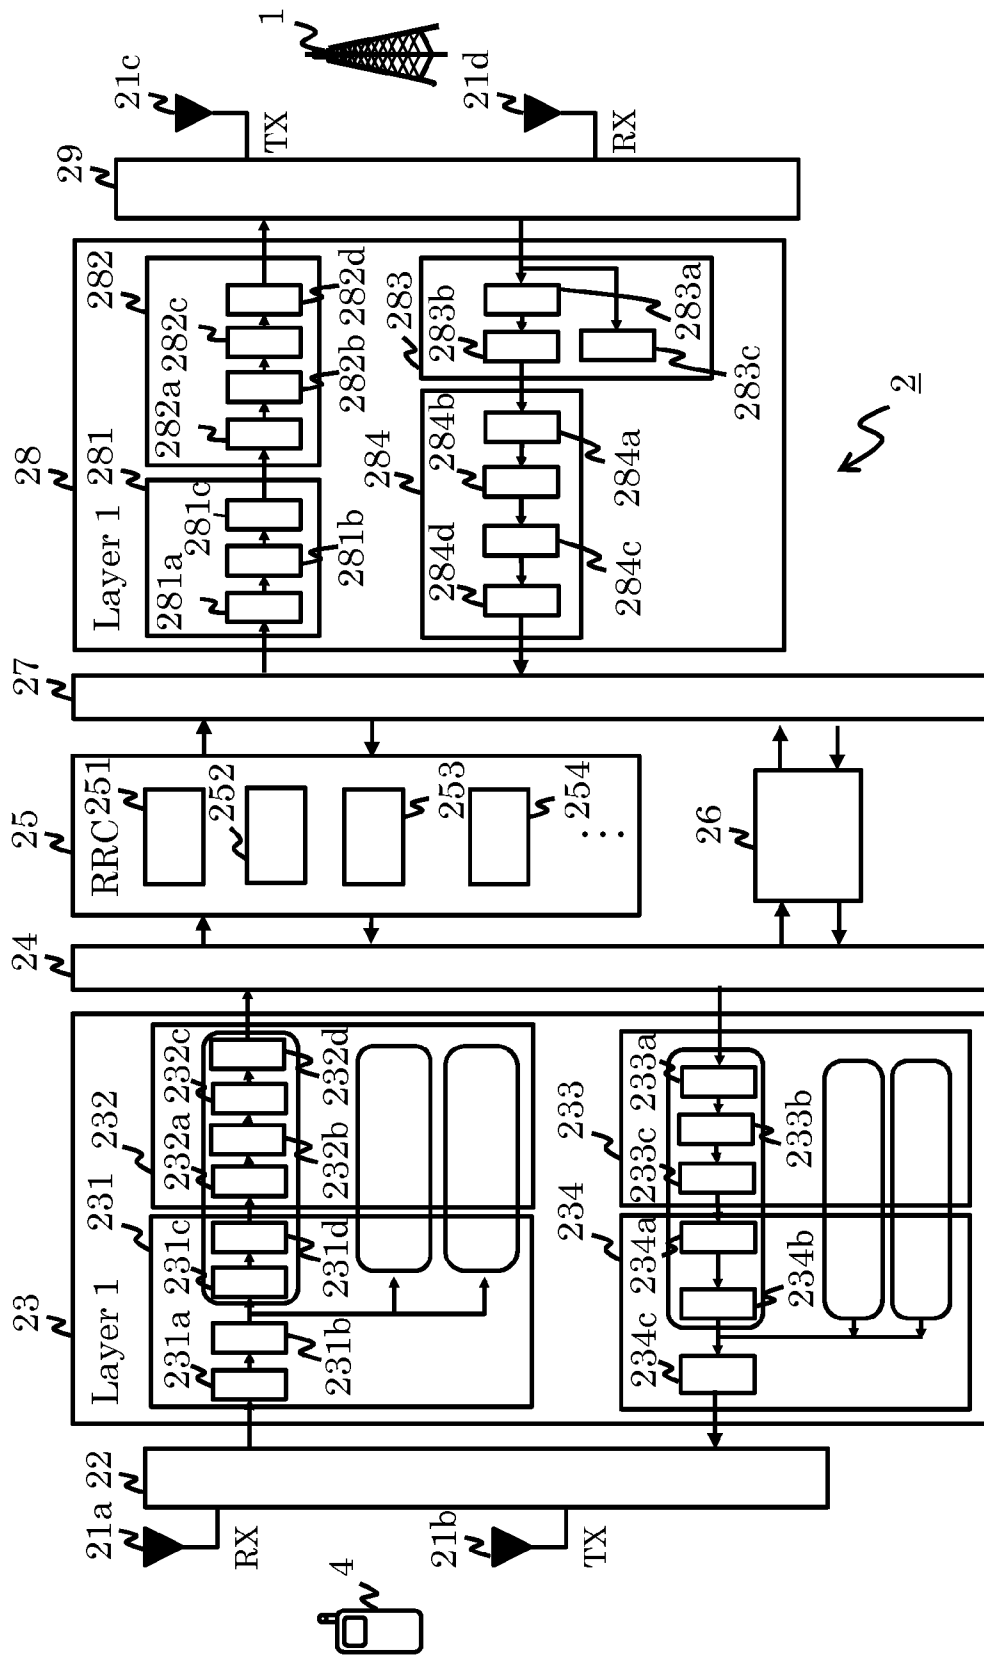 1
21c
TX
21d
RX
29
28
Layer 1
282
282a
282c
282b
282d
281
281a
281c
281b
283
283b
283a
283c
284
284b
284d
284a
284c
2
27
25
RRC
251
252
253
254
⋮
26
24
23
Layer 1
232
232a
232c
232b
232d
231
231a
231c
231b
231d
233
233a
233c
233b
234
234a
234c
234b
22
21a
RX
21b
TX
4